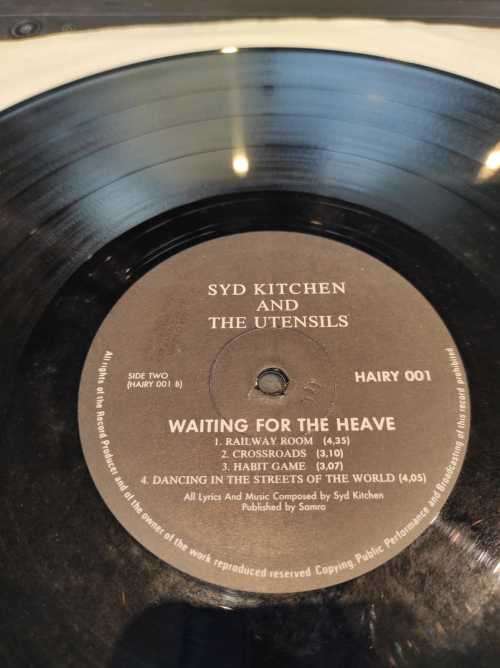 SYD KITCHEN
AND
THE UTENSILS
SIDE TWO
(HAIRY 001 B)
HAIRY 001
WAITING FOR THE HEAVE
1. RAILWAY ROOM (4,35)
2. CROSSROADS (3,10)
3. HABIT GAME (3,07)
4. DANCING IN THE STREETS OF THE WORLD (4,05)
All Lyrics And Music Composed by Syd Kitchen
Published by Samro
All rights of the Record Producer and of the owner of the work reproduced reserved Copying, Public Performance and Broadcasting of this record prohibited